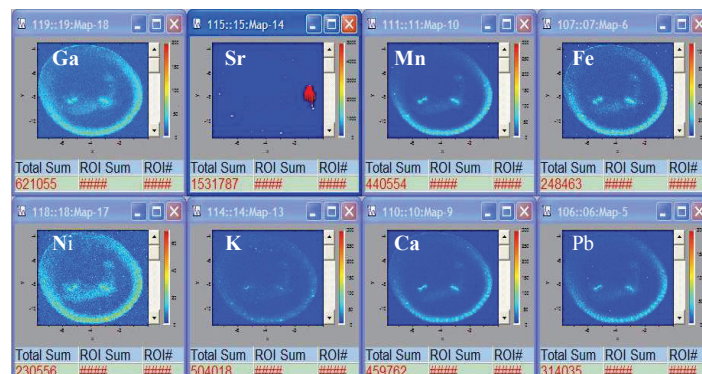 119::19:Map-18
115::15:Map-14
111::11:Map-10
107::07:Map-6
Ga
Sr
Mn
Fe
Total Sum ROI Sum ROI#
621055 #### ####
Total Sum ROI Sum ROI#
1531787 #### ####
Total Sum ROI Sum ROI#
440554 #### ####
Total Sum ROI Sum ROI#
248463 #### ####
118::18:Map-17
114::14:Map-13
110::10:Map-9
106::06:Map-5
Ni
K
Ca
Pb
Total Sum ROI Sum ROI#
230556 #### ####
Total Sum ROI Sum ROI#
504018 #### ####
Total Sum ROI Sum ROI#
459762 #### ####
Total Sum ROI Sum ROI#
314035 #### ####